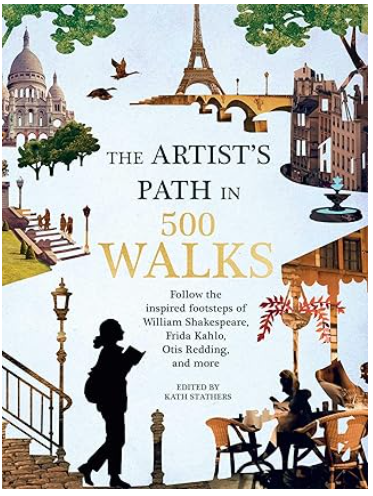 THE ARTIST'S
PATH IN
500
WALKS
Follow the
inspired footsteps of
William Shakespeare,
Frida Kahlo,
Otis Redding,
and more
EDITED BY
KATH STATHERS